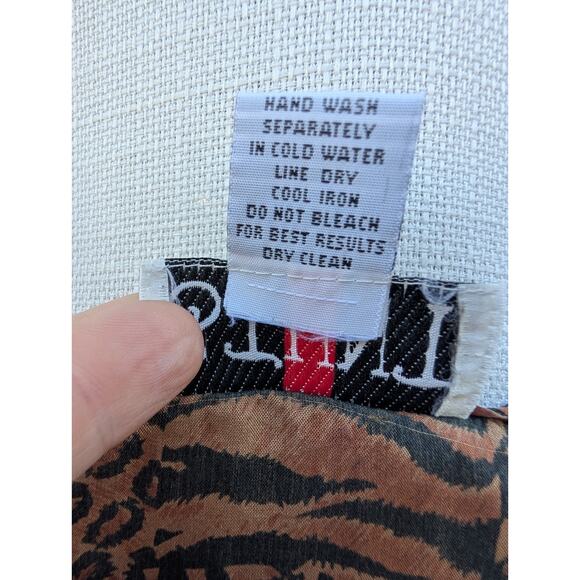 HAND WASH
SEPARATELY
IN COLD WATER
LINE DRY
COOL IRON
DO NOT BLEACH
FOR BEST RESULTS
DRY CLEAN